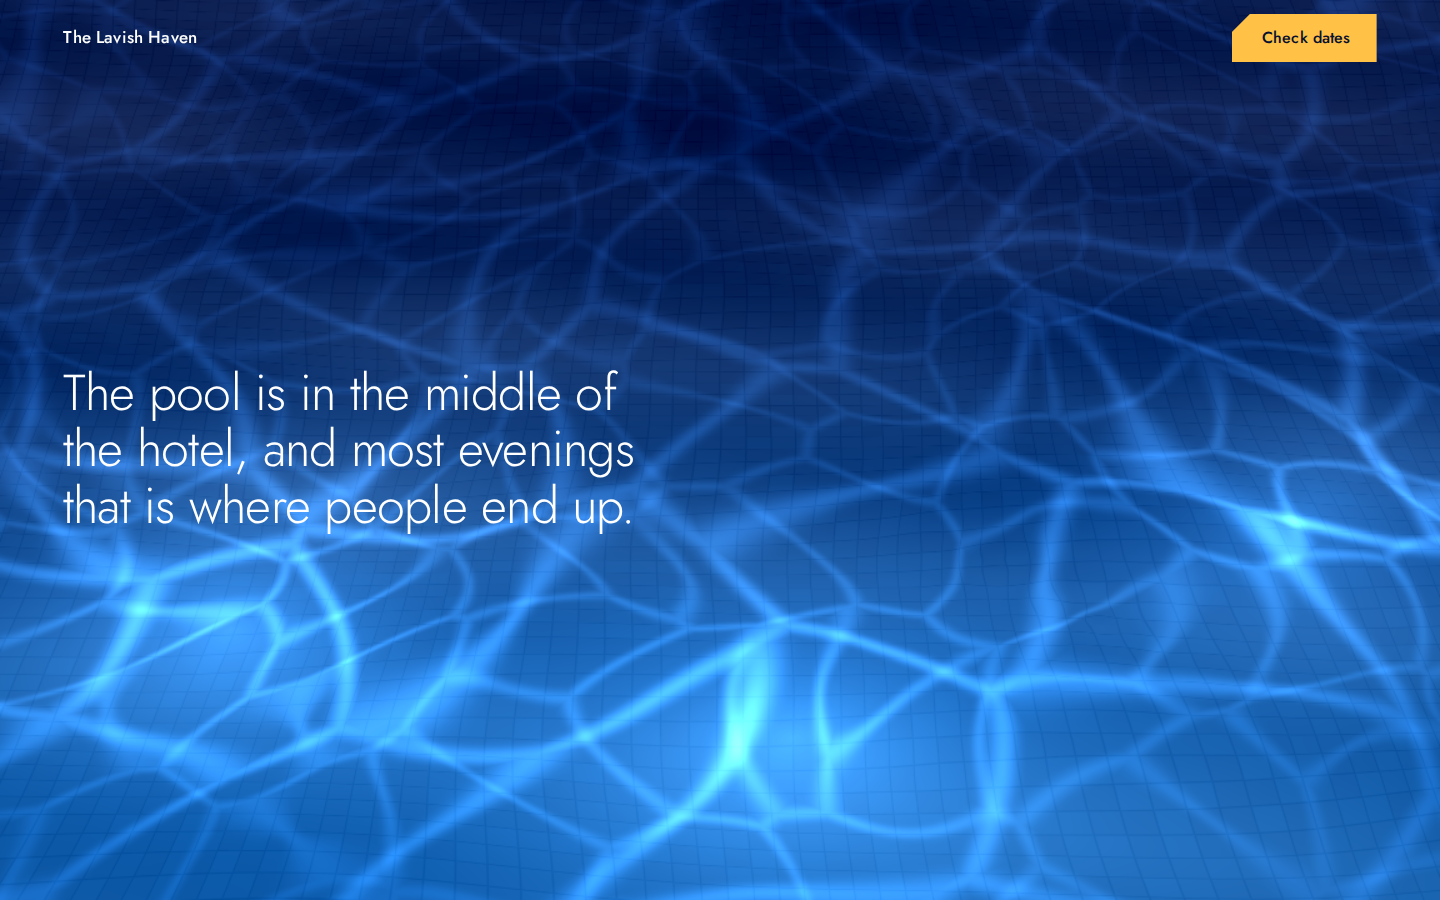 The Lavish Haven
Check dates
The pool is in the middle of
the hotel, and most evenings
that is where people end up.